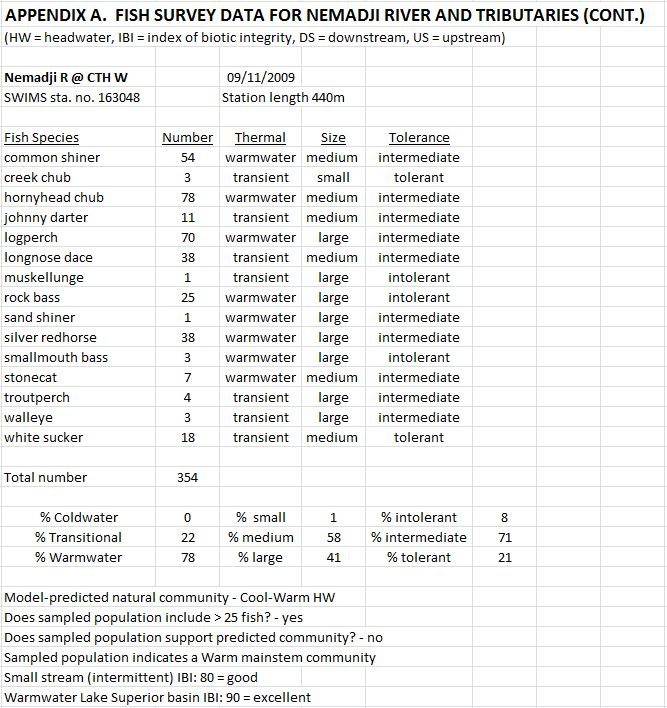 APPENDIX A.  FISH SURVEY DATA FOR NEMADJI RIVER AND TRIBUTARIES (CONT.)
(HW = headwater, IBI = index of biotic integrity, DS = downstream, US = upstream)
Nemadji R @ CTH W 09/11/2009
SWIMS sta. no. 163048 Station length 440m
Fish Species Number Thermal Size Tolerance
common shiner 54 warmwater medium intermediate
creek chub 3 transient small tolerant
hornyhead chub 78 warmwater medium intermediate
johnny darter 11 transient medium intermediate
logperch 70 warmwater large intermediate
longnose dace 38 transient medium intermediate
muskellunge 1 transient large intolerant
rock bass 25 warmwater large intolerant
sand shiner 1 warmwater large intermediate
silver redhorse 38 warmwater large intermediate
smallmouth bass 3 warmwater large intolerant
stonecat 7 warmwater medium intermediate
troutperch 4 transient large intermediate
walleye 3 transient large intermediate
white sucker 18 transient medium tolerant
Total number 354
% Coldwater 0 % small 1 % intolerant 8
% Transitional 22 % medium 58 % intermediate 71
% Warmwater 78 % large 41 % tolerant 21
Model-predicted natural community - Cool-Warm HW
Does sampled population include > 25 fish? - yes
Does sampled population support predicted community? - no
Sampled population indicates a Warm mainstem community
Small stream (intermittent) IBI: 80 = good
Warmwater Lake Superior basin IBI: 90 = excellent